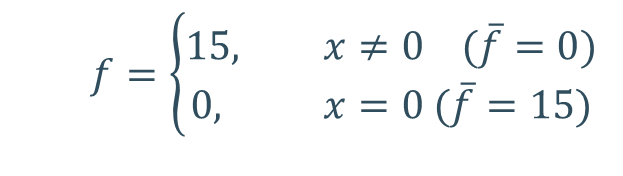 f = { 15, x ≠ 0 (f̄ = 0)
0, x = 0 (f̄ = 15)